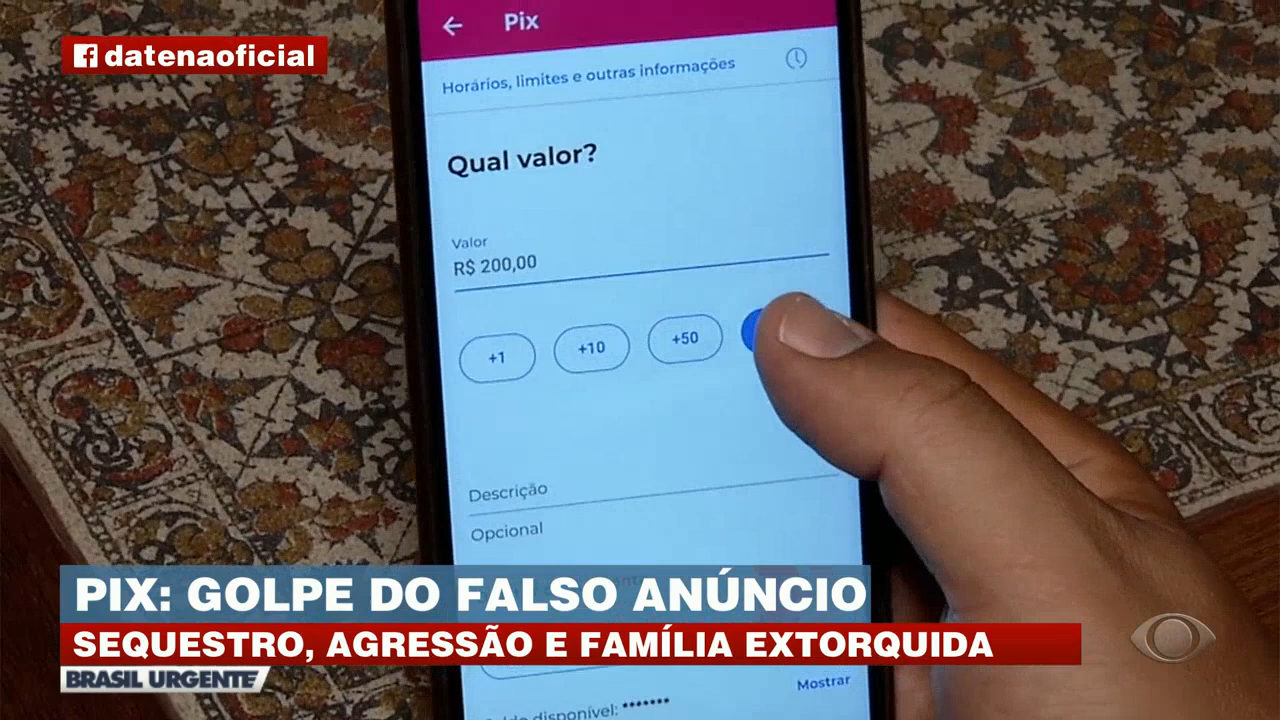 datenaoficial
Pix
Horários, limites e outras informações
Qual valor?
Valor
R$ 200,00
+1
+10
+50
Descrição
Opcional
PIX: GOLPE DO FALSO ANÚNCIO
SEQUESTRO, AGRESSÃO E FAMÍLIA EXTORQUIDA
BRASIL URGENTE
Mostrar
disponível: *******